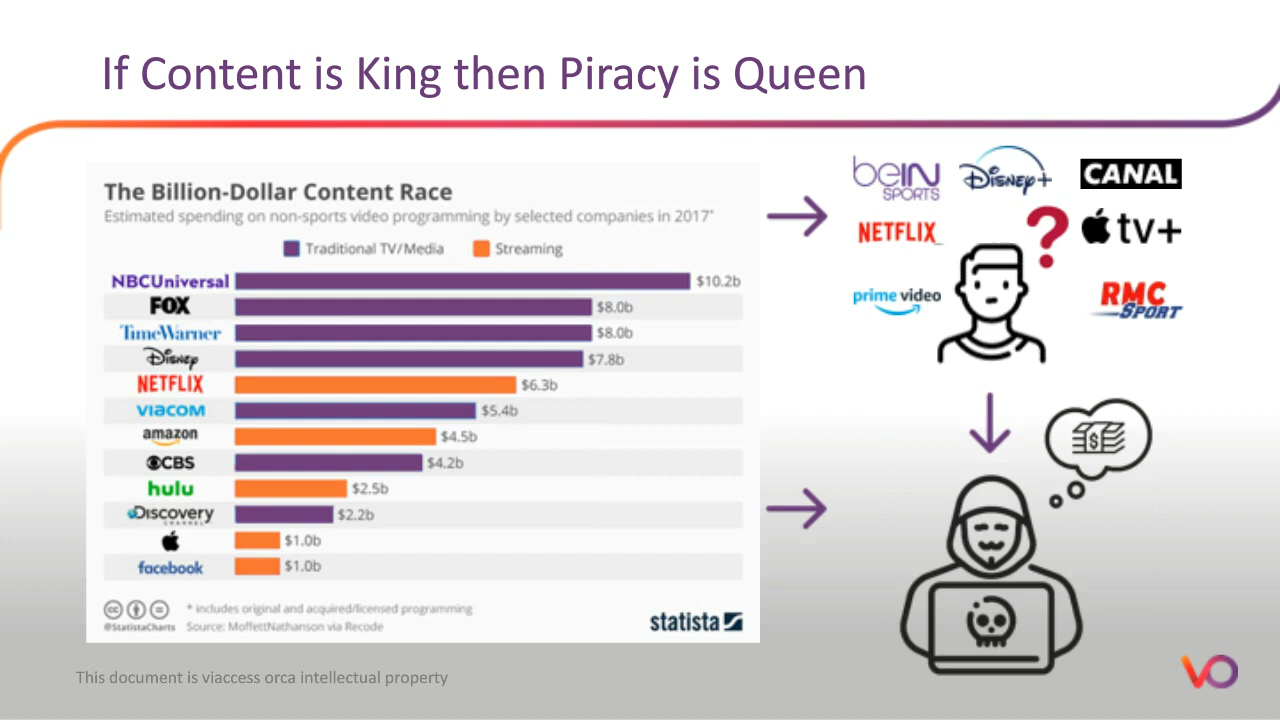 If Content is King then Piracy is Queen
The Billion-Dollar Content Race
Estimated spending on non-sports video programming by selected companies in 2017*
Traditional TV/Media
Streaming
NBCUniversal $10.2b
FOX $8.0b
TimeWarner $8.0b
Disney $7.8b
NETFLIX $6.3b
VIACOM $5.4b
amazon $4.5b
CBS $4.2b
hulu $2.5b
Discovery CHANNEL $2.2b
$1.0b
facebook $1.0b
* includes original and acquired/licensed programming
@StatistaCharts Source: MoffettNathanson via Recode
statista
beIN SPORTS
Disney+
CANAL
NETFLIX
?
tv+
prime video
RMC SPORT
$
This document is viaccess orca intellectual property
VO